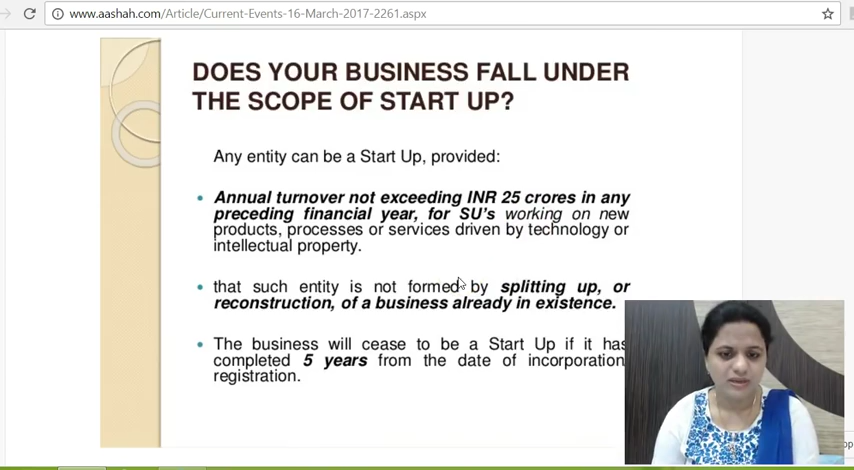 www.aashah.com/Article/Current-Events-16-March-2017-2261.aspx
DOES YOUR BUSINESS FALL UNDER
THE SCOPE OF START UP?
Any entity can be a Start Up, provided:
• Annual turnover not exceeding INR 25 crores in any
preceding financial year, for SU's working on new
products, processes or services driven by technology or
intellectual property.
• that such entity is not formed by splitting up, or
reconstruction, of a business already in existence.
• The business will cease to be a Start Up if it has
completed 5 years from the date of incorporation
registration.